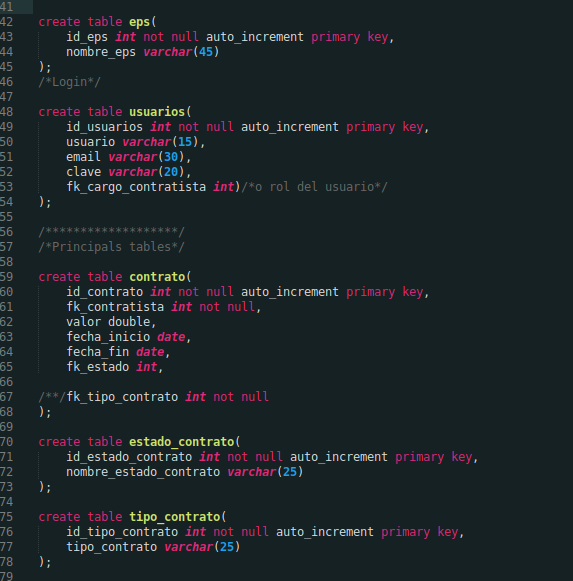 41
42 create table eps(
43     id_eps int not null auto_increment primary key,
44     nombre_eps varchar(45)
45 );
46 /*Login*/
47
48 create table usuarios(
49     id_usuarios int not null auto_increment primary key,
50     usuario varchar(15),
51     email varchar(30),
52     clave varchar(20),
53     fk_cargo_contratista int)/*o rol del usuario*/
54 );
55
56 /*******************/
57 /*Principals tables*/
58
59 create table contrato(
60     id_contrato int not null auto_increment primary key,
61     fk_contratista int not null,
62     valor double,
63     fecha_inicio date,
64     fecha_fin date,
65     fk_estado int,
66
67 /**/fk_tipo_contrato int not null
68 );
69
70 create table estado_contrato(
71     id_estado_contrato int not null auto_increment primary key,
72     nombre_estado_contrato varchar(25)
73 );
74
75 create table tipo_contrato(
76     id_tipo_contrato int not null auto_increment primary key,
77     tipo_contrato varchar(25)
78 );
79